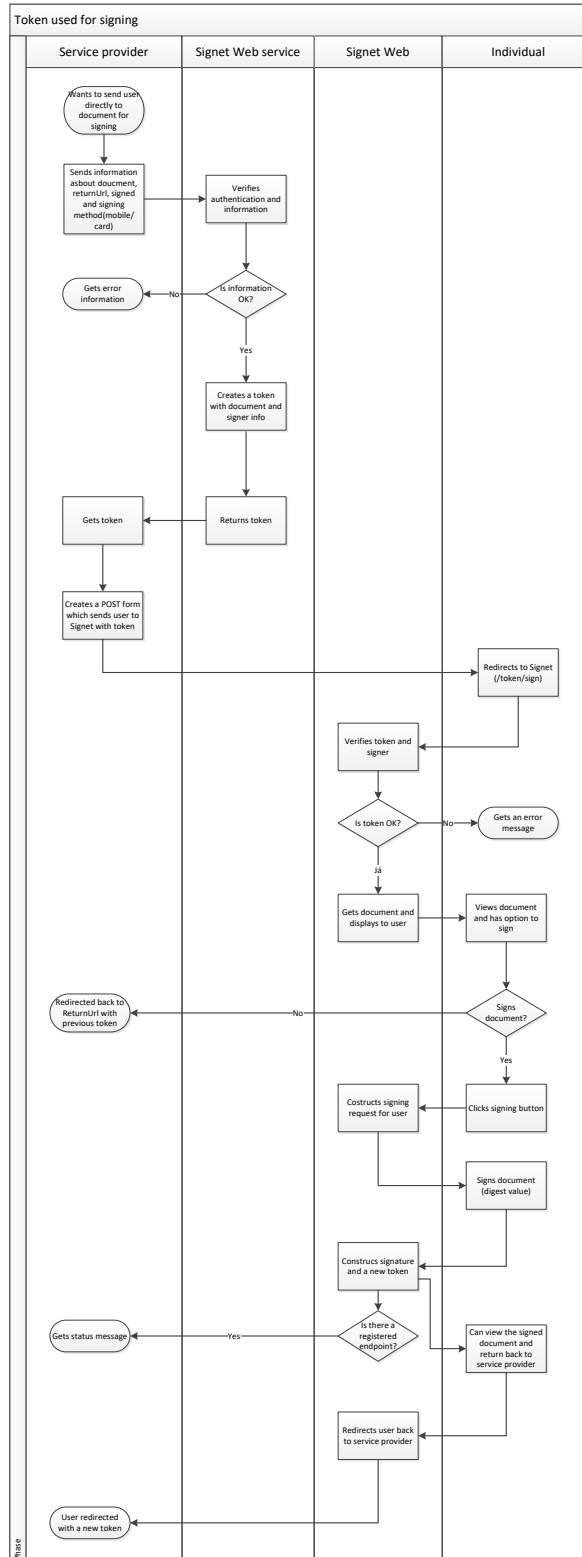 Token used for signing
Service provider
Signet Web service
Signet Web
Individual
Wants to send user
directly to
document for
signing
Sends information
asbout doucment,
returnUrl, signed
and signing
method(mobile/
card)
Verifies
authentication and
information
Gets error
information
No
Is information
OK?
Yes
Creates a token
with document and
signer info
Gets token
Returns token
Creates a POST form
which sends user to
Signet with token
Redirects to Signet
(/token/sign)
Verifies token and
signer
Is token OK?
No
Gets an error
message
Já
Gets document and
displays to user
Views document
and has option to
sign
Redirected back to
ReturnUrl with
previous token
No
Signs
document?
Yes
Costructs signing
request for user
Clicks signing button
Signs document
(digest value)
Construcs signature
and a new token
Gets status message
Yes
Is there a
registered
endpoint?
Can view the signed
document and
return back to
service provider
Redirects user back
to service provider
User redirected
with a new token
Phase